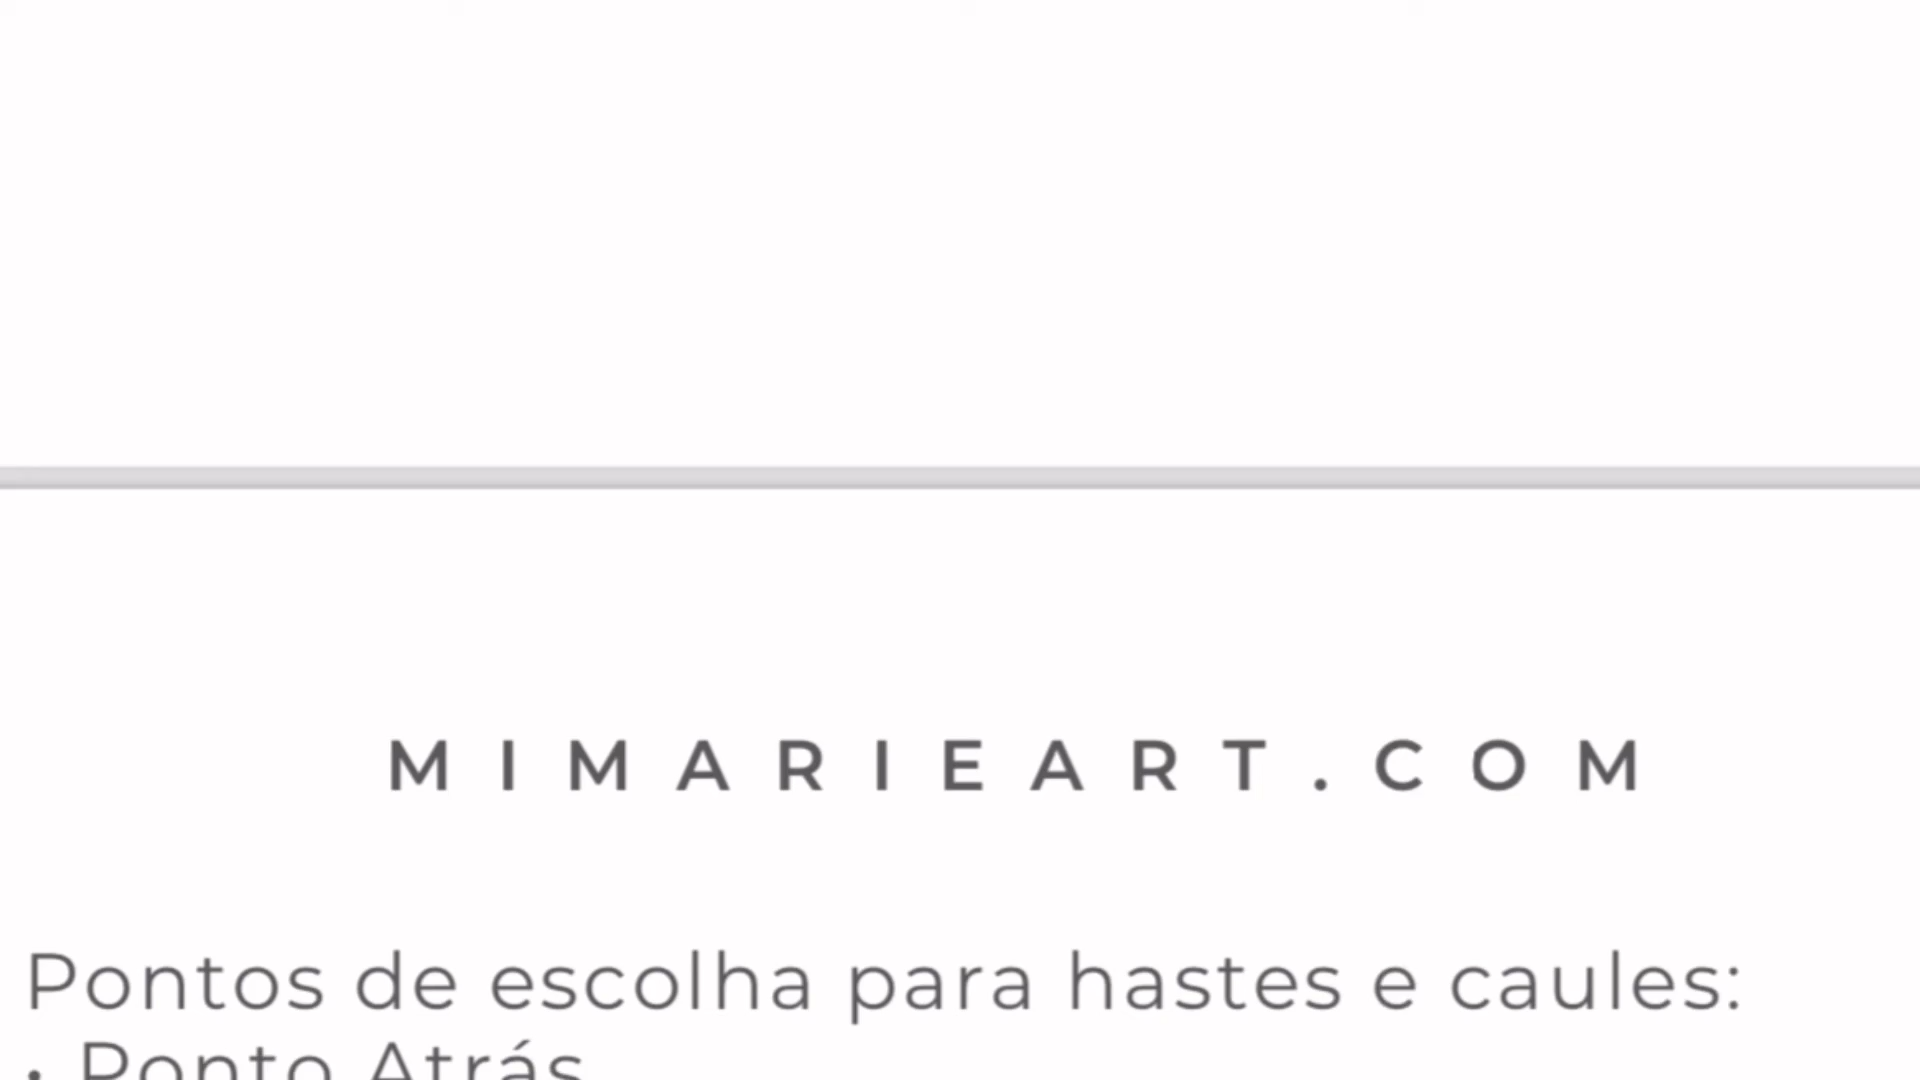 MIMARIEART.COM
Pontos de escolha para hastes e caules:
• Ponto Atrás